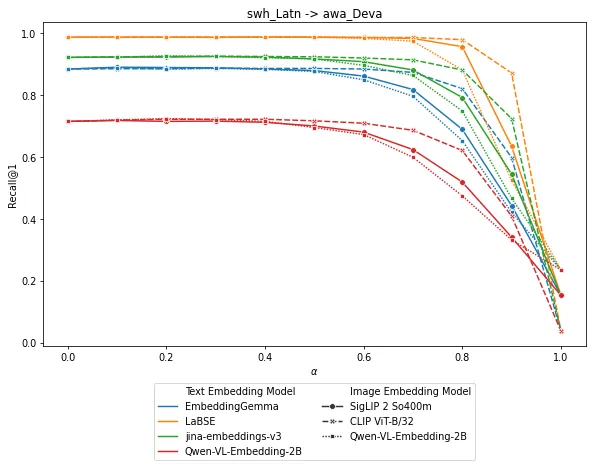 swh_Latn -> awa_Deva
1.0
0.8
0.6
0.4
0.2
0.0
Recall@1
0.0 0.2 0.4 0.6 0.8 1.0
α
Text Embedding Model Image Embedding Model
EmbeddingGemma SigLIP 2 So400m
LaBSE CLIP ViT-B/32
jina-embeddings-v3 Qwen-VL-Embedding-2B
Qwen-VL-Embedding-2B